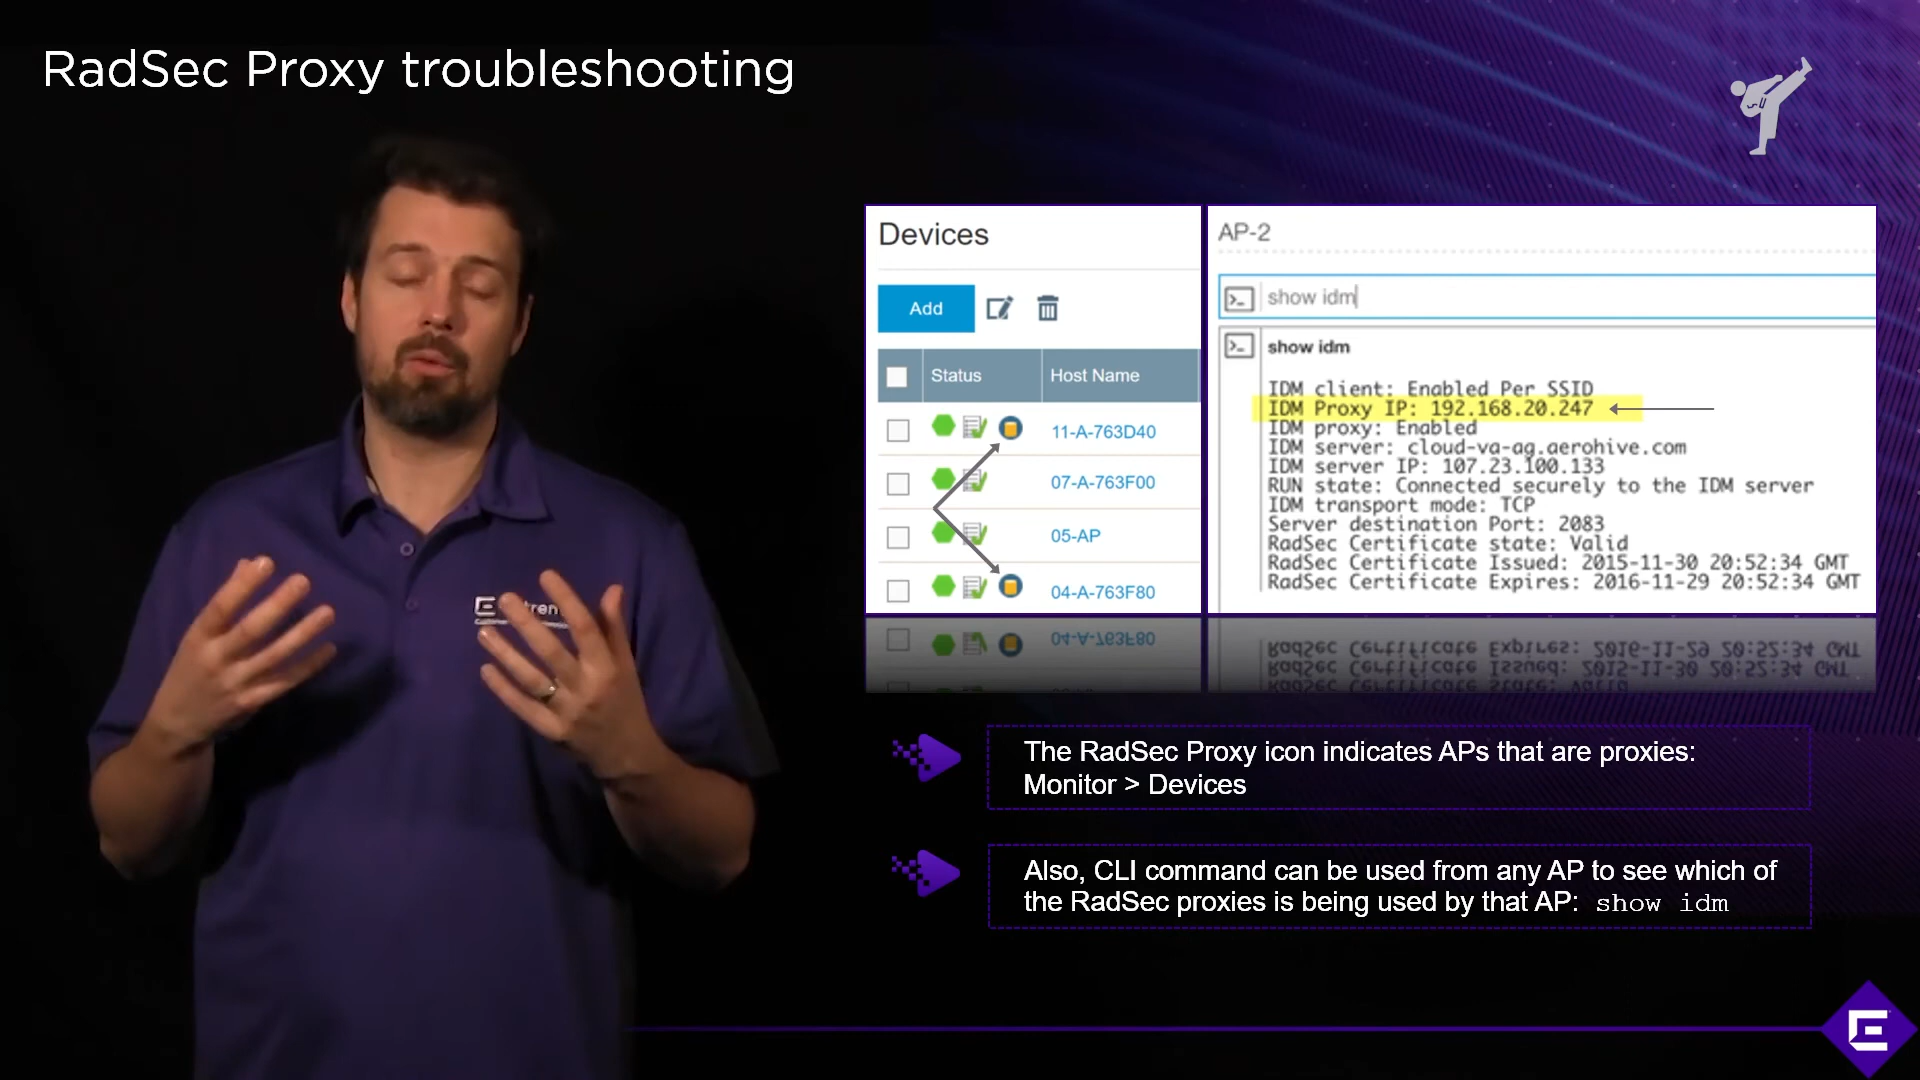 RadSec Proxy troubleshooting
Devices
Add
Status Host Name
11-A-763D40
07-A-763F00
05-AP
04-A-763F80
AP-2
show idm
show idm
IDM client: Enabled Per SSID
IDM Proxy IP: 192.168.20.247
IDM proxy: Enabled
IDM server: cloud-va-ag.aerohive.com
IDM server IP: 107.23.100.133
RUN state: Connected securely to the IDM server
IDM transport mode: TCP
Server destination Port: 2083
RadSec Certificate state: Valid
RadSec Certificate Issued: 2015-11-30 20:52:34 GMT
RadSec Certificate Expires: 2016-11-29 20:52:34 GMT
The RadSec Proxy icon indicates APs that are proxies:
Monitor > Devices
Also, CLI command can be used from any AP to see which of
the RadSec proxies is being used by that AP: show idm